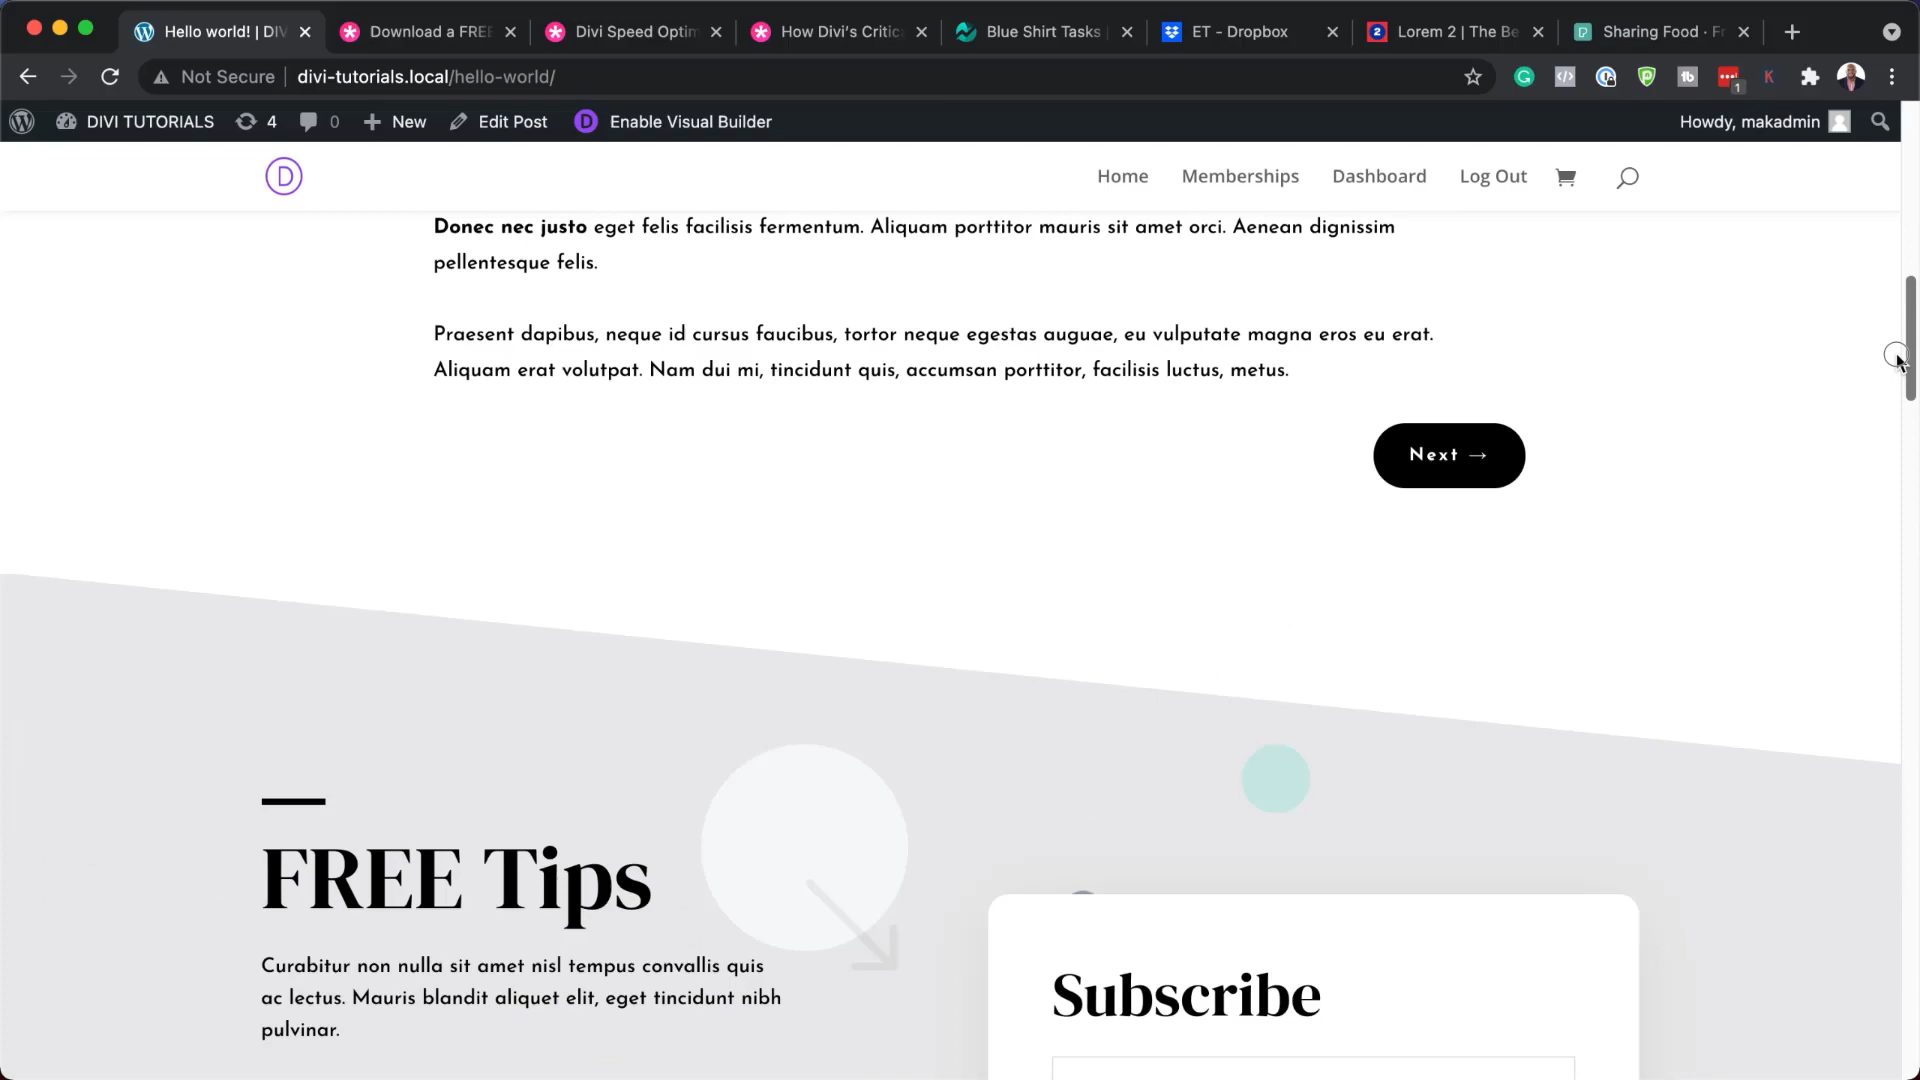 Hello world! | DIV
Download a FREE
Divi Speed Optim
How Divi's Critic
Blue Shirt Tasks |
ET - Dropbox
Lorem 2 | The Be
Sharing Food · Fr
Not Secure
divi-tutorials.local/hello-world/
1
DIVI TUTORIALS
4
0
New
Edit Post
D
Enable Visual Builder
Howdy, makadmin
D
Home
Memberships
Dashboard
Log Out
Donec nec justo eget felis facilisis fermentum. Aliquam porttitor mauris sit amet orci. Aenean dignissim
pellentesque felis.
Praesent dapibus, neque id cursus faucibus, tortor neque egestas auguae, eu vulputate magna eros eu erat.
Aliquam erat volutpat. Nam dui mi, tincidunt quis, accumsan porttitor, facilisis luctus, metus.
Next →
FREE Tips
Curabitur non nulla sit amet nisl tempus convallis quis
ac lectus. Mauris blandit aliquet elit, eget tincidunt nibh
pulvinar.
Subscribe